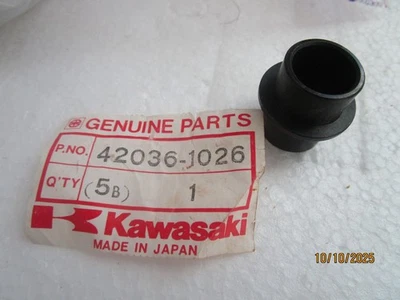 GENUINE PARTS
P.NO. 42036-1026
Q'TY (5B) 1
Kawasaki
MADE IN JAPAN
10/10/2025